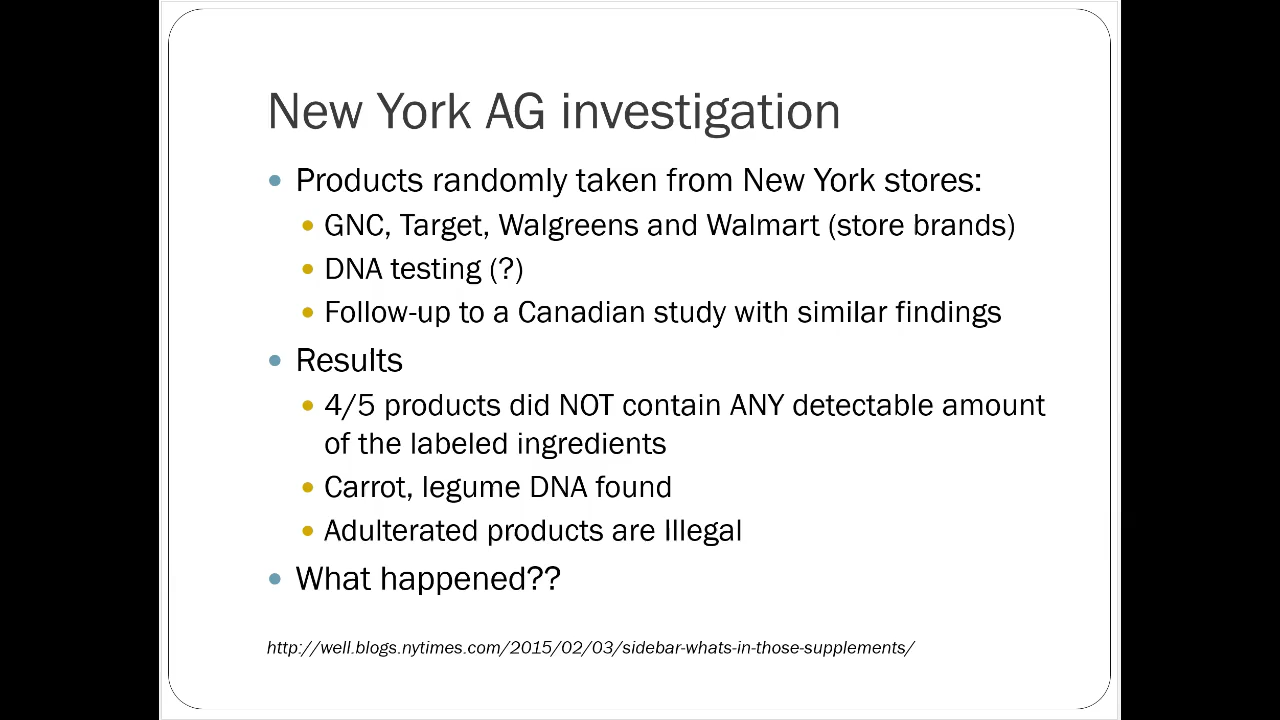 New York AG investigation
Products randomly taken from New York stores:
GNC, Target, Walgreens and Walmart (store brands)
DNA testing (?)
Follow-up to a Canadian study with similar findings
Results
4/5 products did NOT contain ANY detectable amount
of the labeled ingredients
Carrot, legume DNA found
Adulterated products are Illegal
What happened??
http://well.blogs.nytimes.com/2015/02/03/sidebar-whats-in-those-supplements/